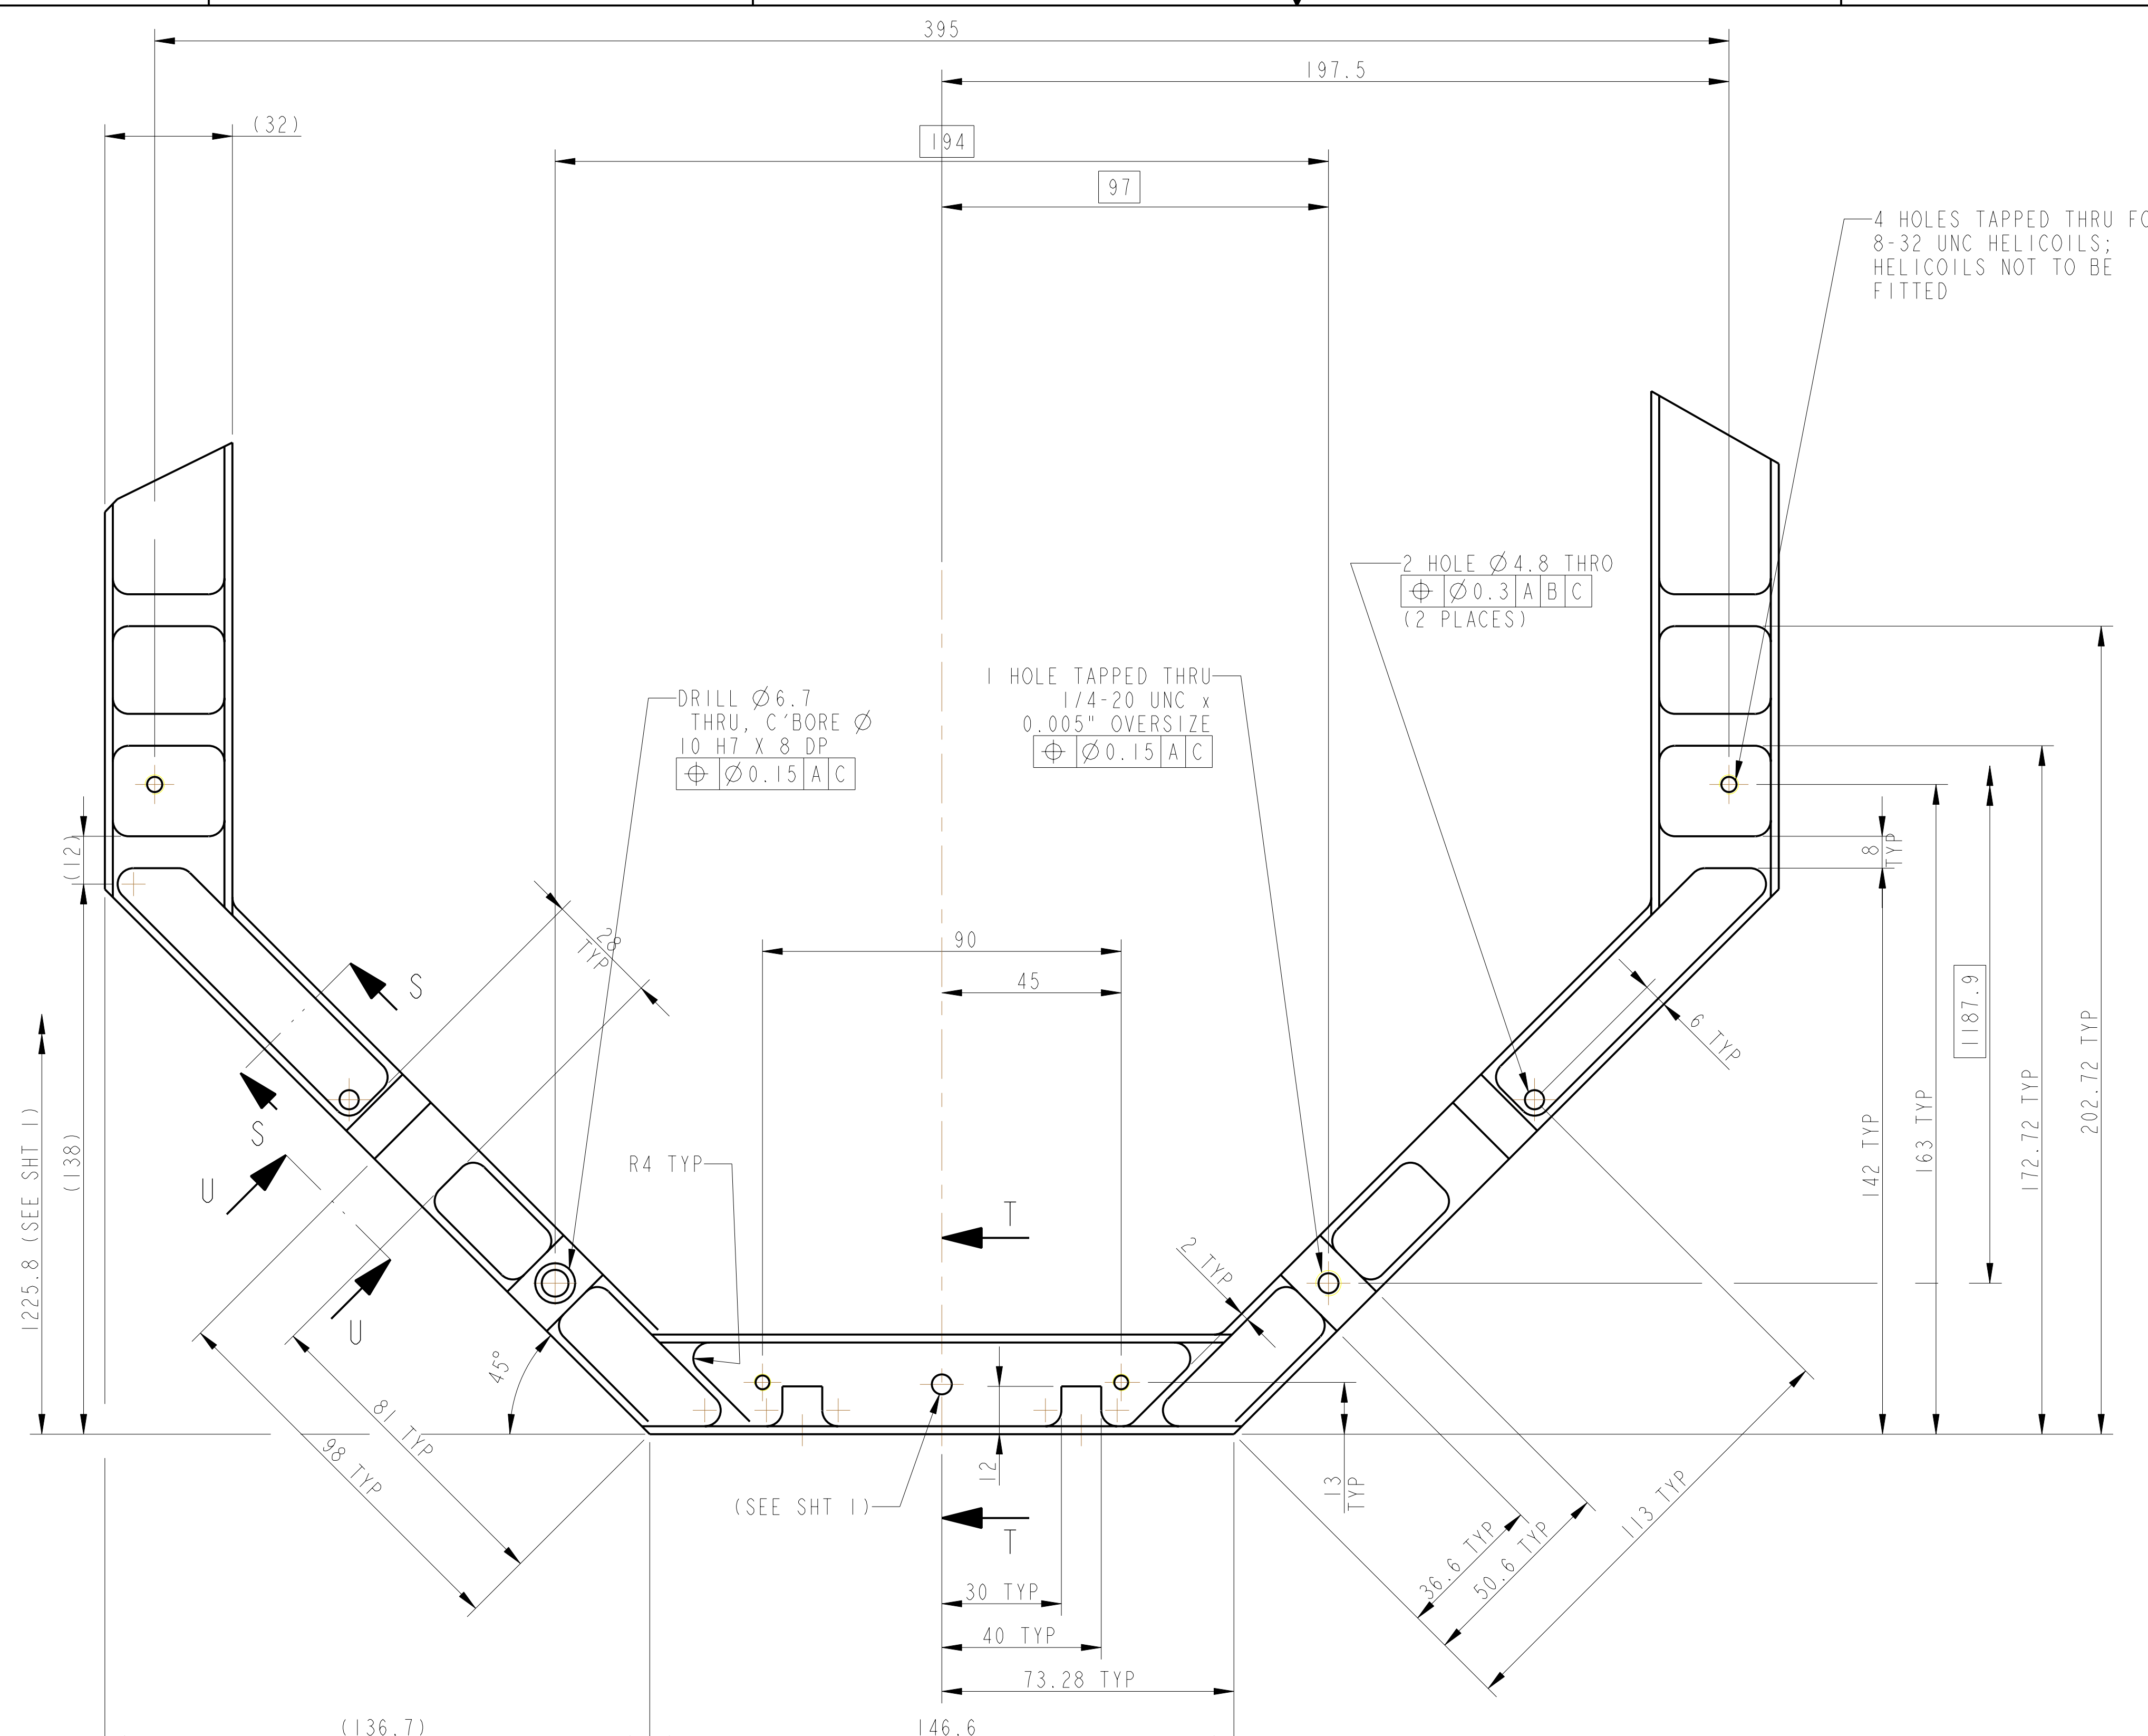 395
197.5
(32)
194
97
4 HOLES TAPPED THRU FO
8-32 UNC HELICOILS;
HELICOILS NOT TO BE
FITTED
2 HOLE Ø4.8 THRO
⌖ Ø0.3 A B C
(2 PLACES)
1 HOLE TAPPED THRU
1/4-20 UNC x
0.005" OVERSIZE
⌖ Ø0.15 A C
DRILL Ø6.7
THRU, C'BORE Ø
10 H7 X 8 DP
⌖ Ø0.15 A C
(12)
8
TYP
28
TYP
90
45
S
S
6 TYP
1187.9
202.72 TYP
172.72 TYP
163 TYP
142 TYP
1225.8 (SEE SHT 1)
(138)
U
U
R4 TYP
T
2 TYP
45°
81 TYP
98 TYP
12
13
TYP
(SEE SHT 1)
T
113 TYP
36.6 TYP
50.6 TYP
30 TYP
40 TYP
73.28 TYP
(136.7)
146.6